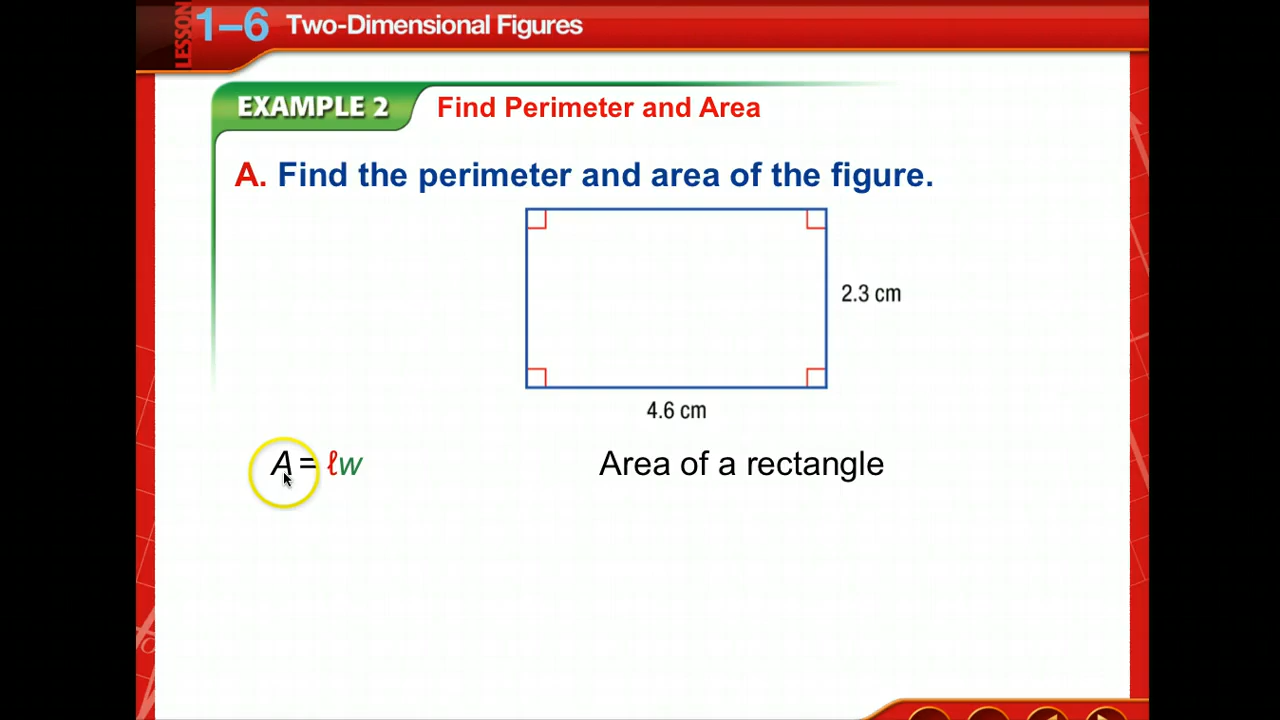 LESSON 1–6 Two-Dimensional Figures
EXAMPLE 2 Find Perimeter and Area
A. Find the perimeter and area of the figure.
2.3 cm
4.6 cm
A = ℓw Area of a rectangle